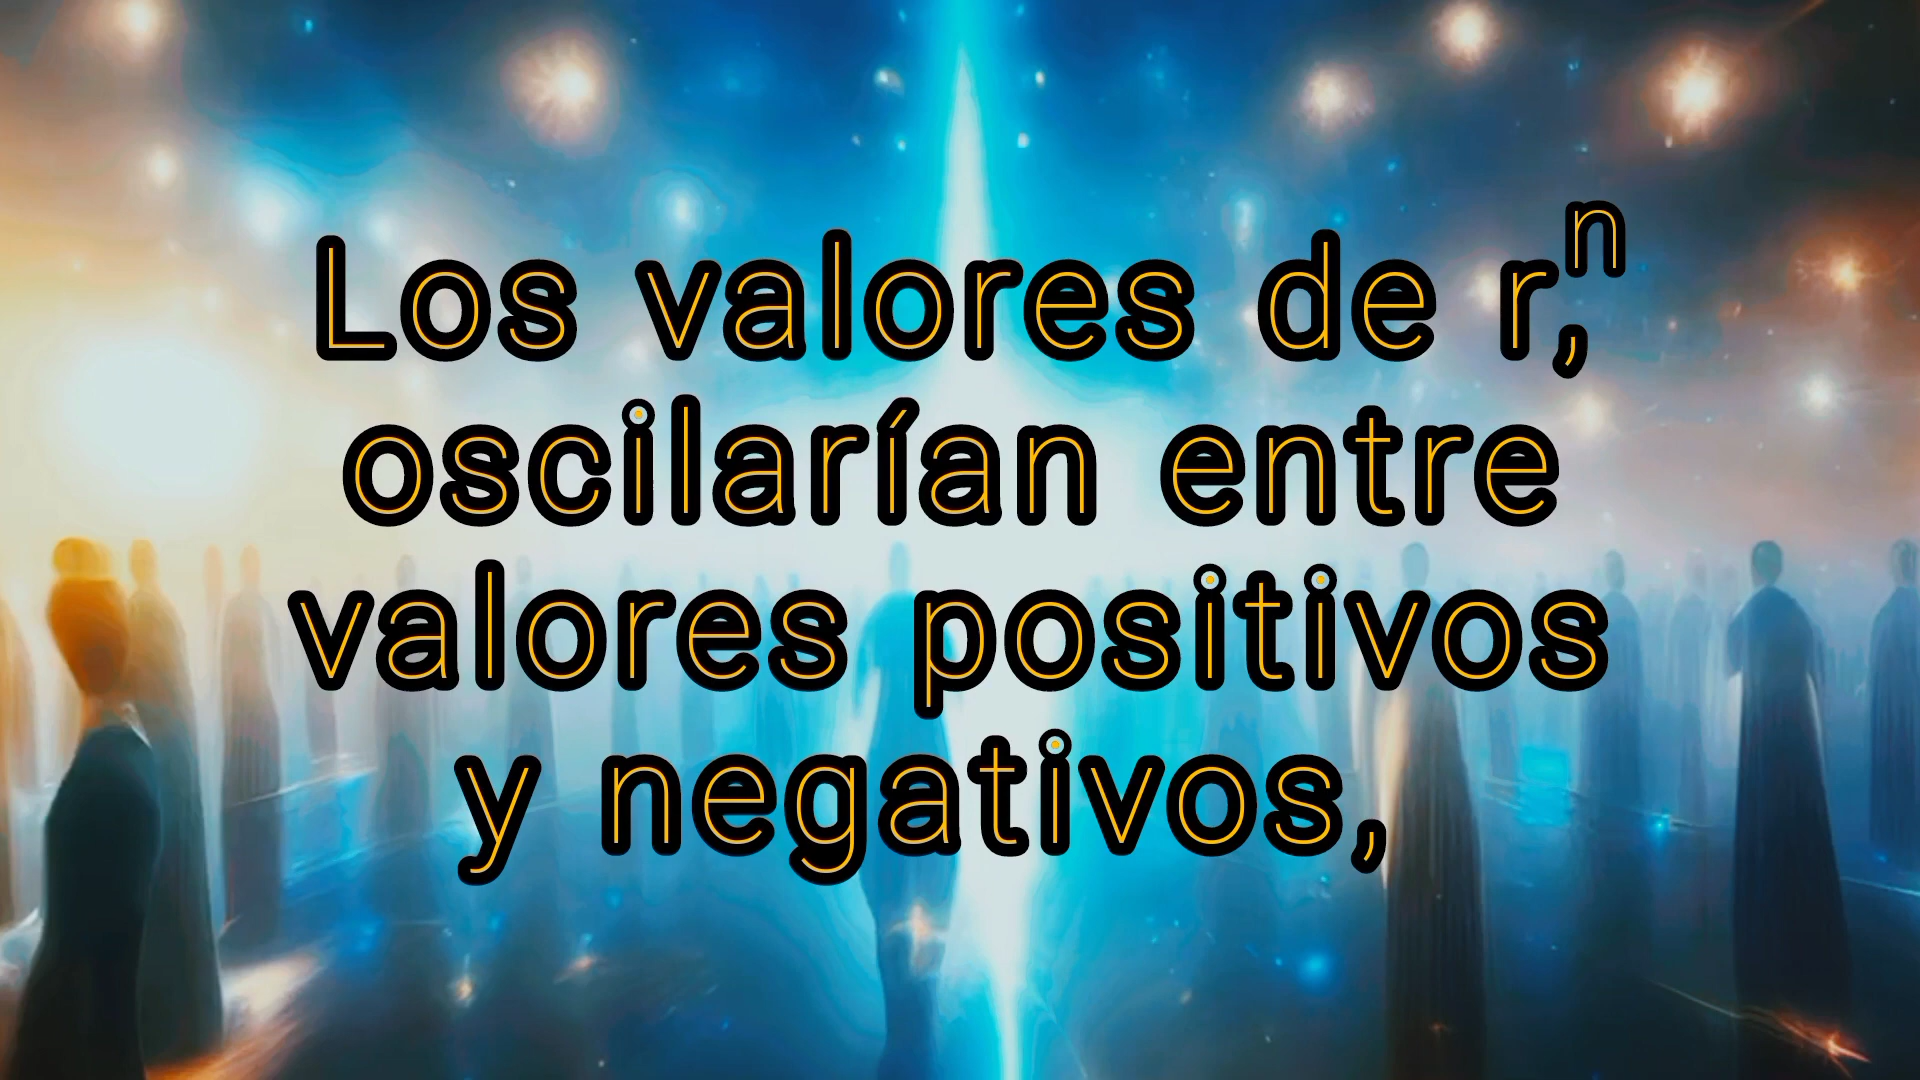 Los valores de rⁿ,
oscilarían entre
valores positivos
y negativos,